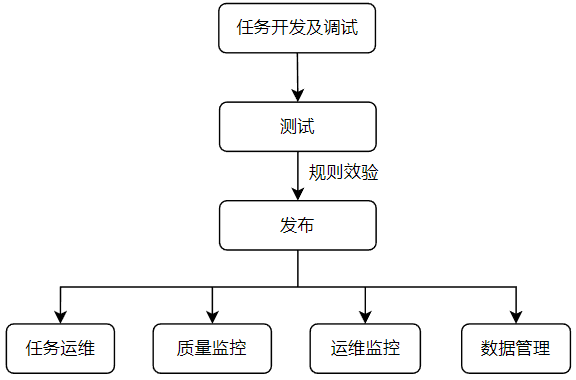 任务开发及调试
测试
规则效验
发布
任务运维
质量监控
运维监控
数据管理